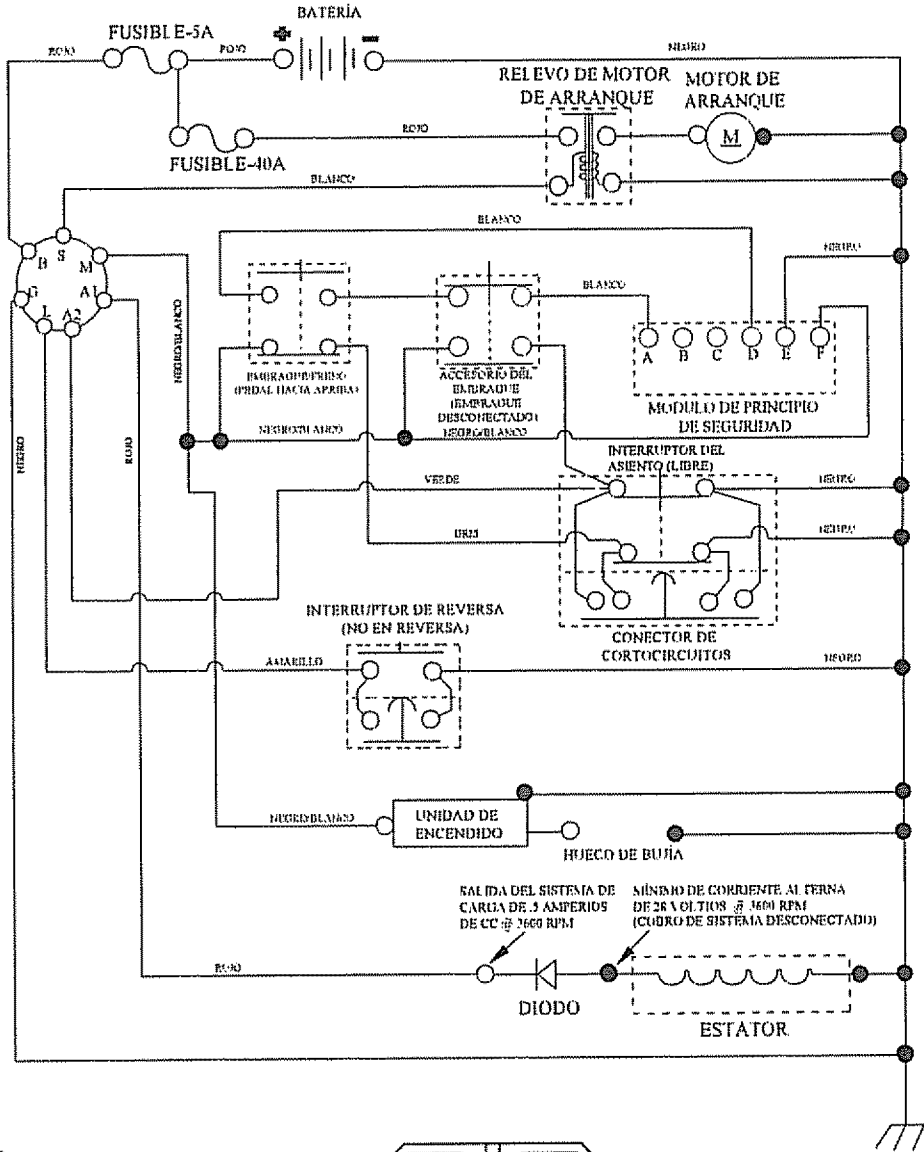 BATERÍA
FUSIBLE-5A
ROJO
ROJO
NEGRO
RELEVO DE MOTOR
DE ARRANQUE
MOTOR DE
ARRANQUE
M
ROJO
FUSIBLE-40A
BLANCO
BLANCO
NEGRO
B
S
M
G
A1
L
A2
BLANCO
A
B
C
D
E
F
NEGRO/BLANCO
EMBRAGUE/FRENO
(PEDAL HACIA ARRIBA)
ACCESORIO DEL
EMBRAGUE
(EMBRAGUE
DESCONECTADO)
MODULO DE PRINCIPIO
DE SEGURIDAD
NEGRO/BLANCO
NEGRO/BLANCO
NEGRO
ROJO
INTERRUPTOR DEL
ASIENTO (LIBRE)
VERDE
NEGRO
NEGRO
INTERRUPTOR DE REVERSA
(NO EN REVERSA)
CONECTOR DE
CORTOCIRCUITOS
AMARILLO
NEGRO
NEGRO/BLANCO
UNIDAD DE
ENCENDIDO
HUECO DE BUJÍA
SALIDA DEL SISTEMA DE
CARGA DE .5 AMPERIOS
DE CC @ 3600 RPM
MÍNIMO DE CORRIENTE ALTERNA
DE 28 VOLTIOS @ 3600 RPM
(COBRO DE SISTEMA DESCONECTADO)
ROJO
DIODO
ESTATOR